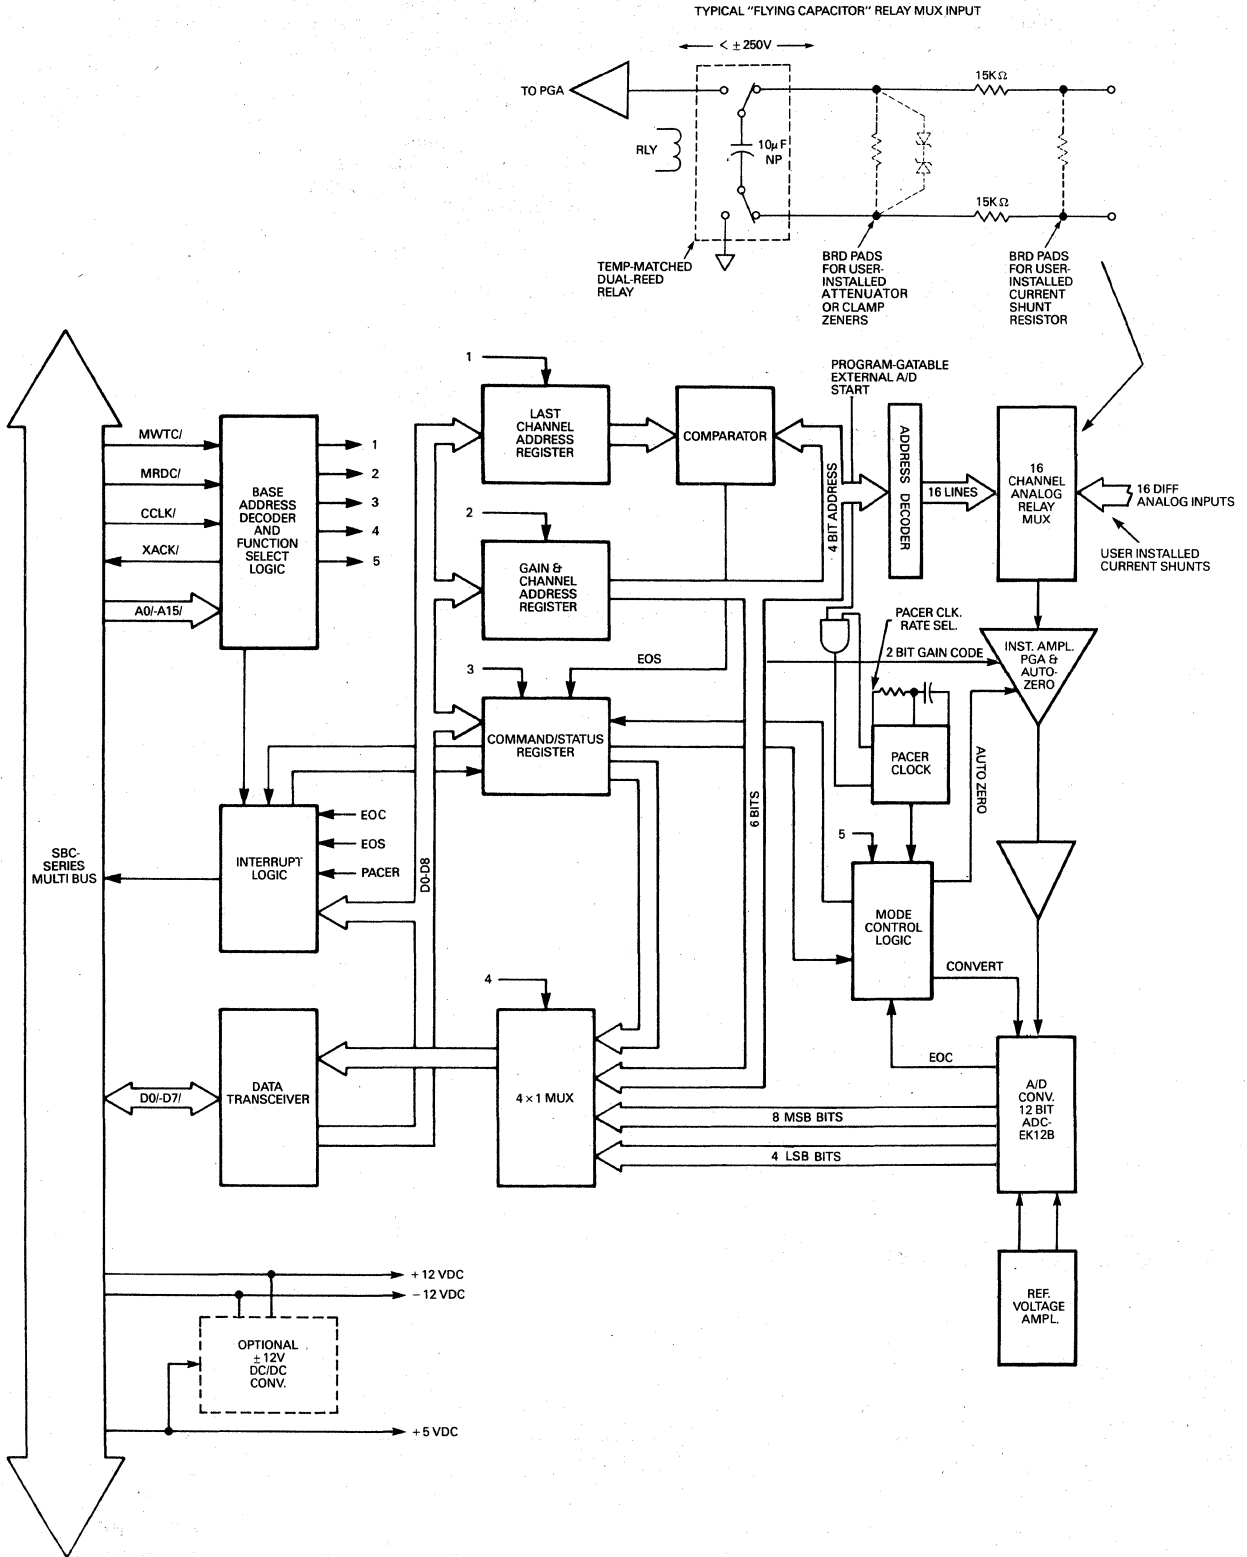 TYPICAL "FLYING CAPACITOR" RELAY MUX INPUT
< ± 250V
TO PGA
RLY
10µF
NP
15KΩ
15KΩ
TEMP-MATCHED
DUAL-REED
RELAY
BRD PADS
FOR USER-
INSTALLED
ATTENUATOR
OR CLAMP
ZENERS
BRD PADS
FOR USER-
INSTALLED
CURRENT
SHUNT
RESISTOR
SBC-
SERIES
MULTI BUS
MWTC/
MRDC/
CCLK/
XACK/
A0/-A15/
BASE
ADDRESS
DECODER
AND
FUNCTION
SELECT
LOGIC
1
2
3
4
5
1
LAST
CHANNEL
ADDRESS
REGISTER
COMPARATOR
PROGRAM-GATABLE
EXTERNAL A/D
START
4 BIT ADDRESS
ADDRESS DECODER
16 LINES
16
CHANNEL
ANALOG
RELAY
MUX
16 DIFF
ANALOG INPUTS
USER INSTALLED
CURRENT SHUNTS
2
GAIN &
CHANNEL
ADDRESS
REGISTER
PACER CLK.
RATE SEL.
2 BIT GAIN CODE
INST. AMPL.
PGA &
AUTO-
ZERO
EOS
3
COMMAND/STATUS
REGISTER
PACER
CLOCK
AUTO ZERO
6 BITS
INTERRUPT
LOGIC
EOC
EOS
PACER
D0-D8
5
MODE
CONTROL
LOGIC
CONVERT
EOC
4
4 × 1 MUX
DATA
TRANSCEIVER
D0/-D7/
8 MSB BITS
4 LSB BITS
A/D
CONV.
12 BIT
ADC-
EK12B
REF.
VOLTAGE
AMPL.
+ 12 VDC
− 12 VDC
OPTIONAL
± 12V
DC/DC
CONV.
+ 5 VDC